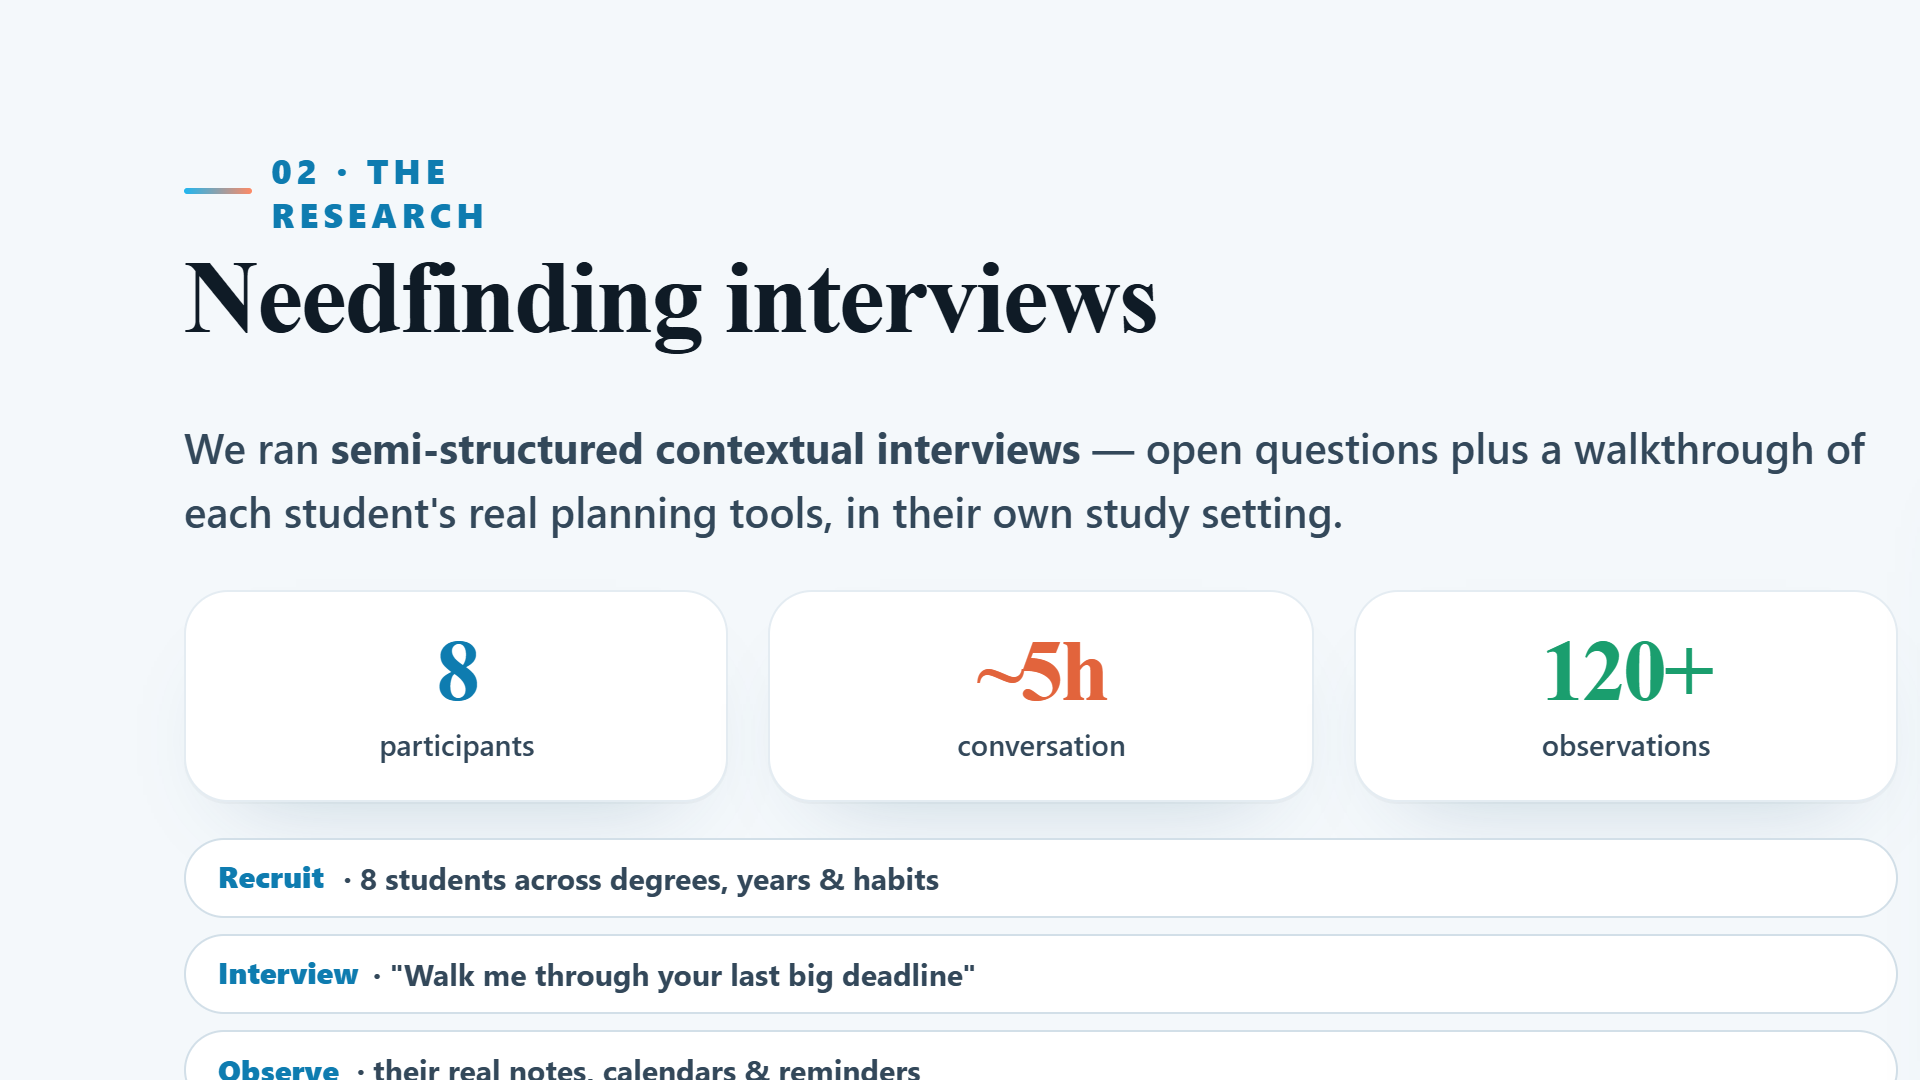 02 · THE
RESEARCH
Needfinding interviews
We ran semi-structured contextual interviews — open questions plus a walkthrough of
each student's real planning tools, in their own study setting.
8
participants
~5h
conversation
120+
observations
Recruit · 8 students across degrees, years & habits
Interview · "Walk me through your last big deadline"
Observe · their real notes, calendars & reminders